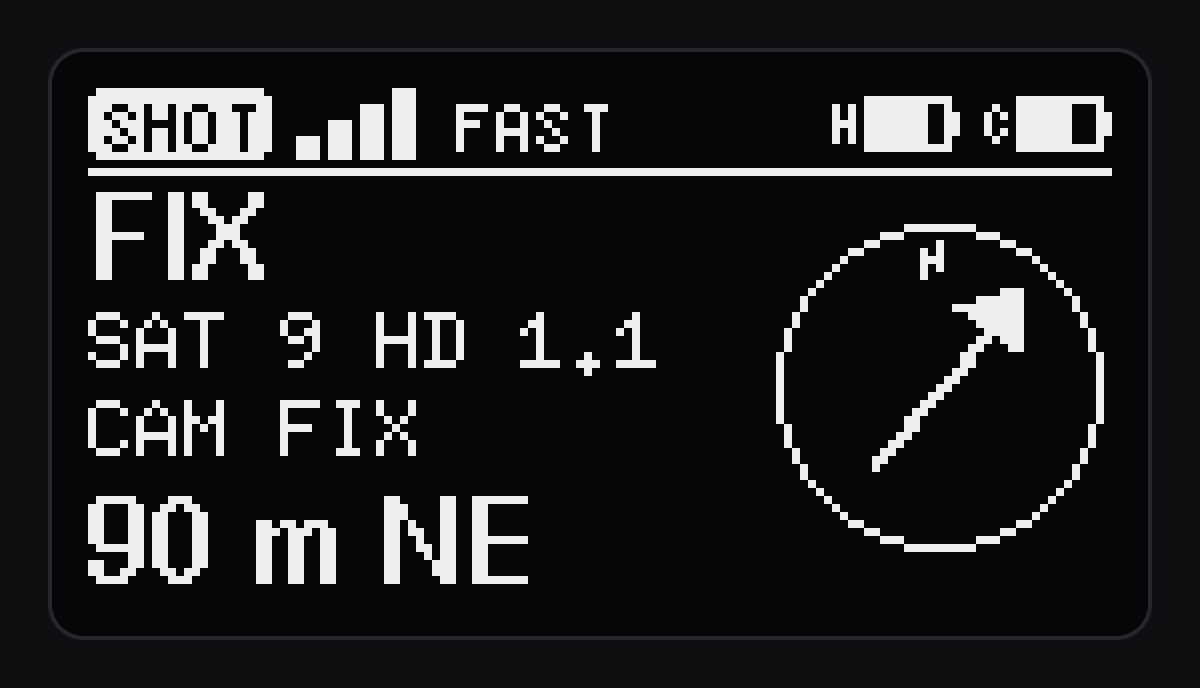 SHOT FAST H C
FIX
N
SAT 9 HD 1.1
CAM FIX
90 m NE